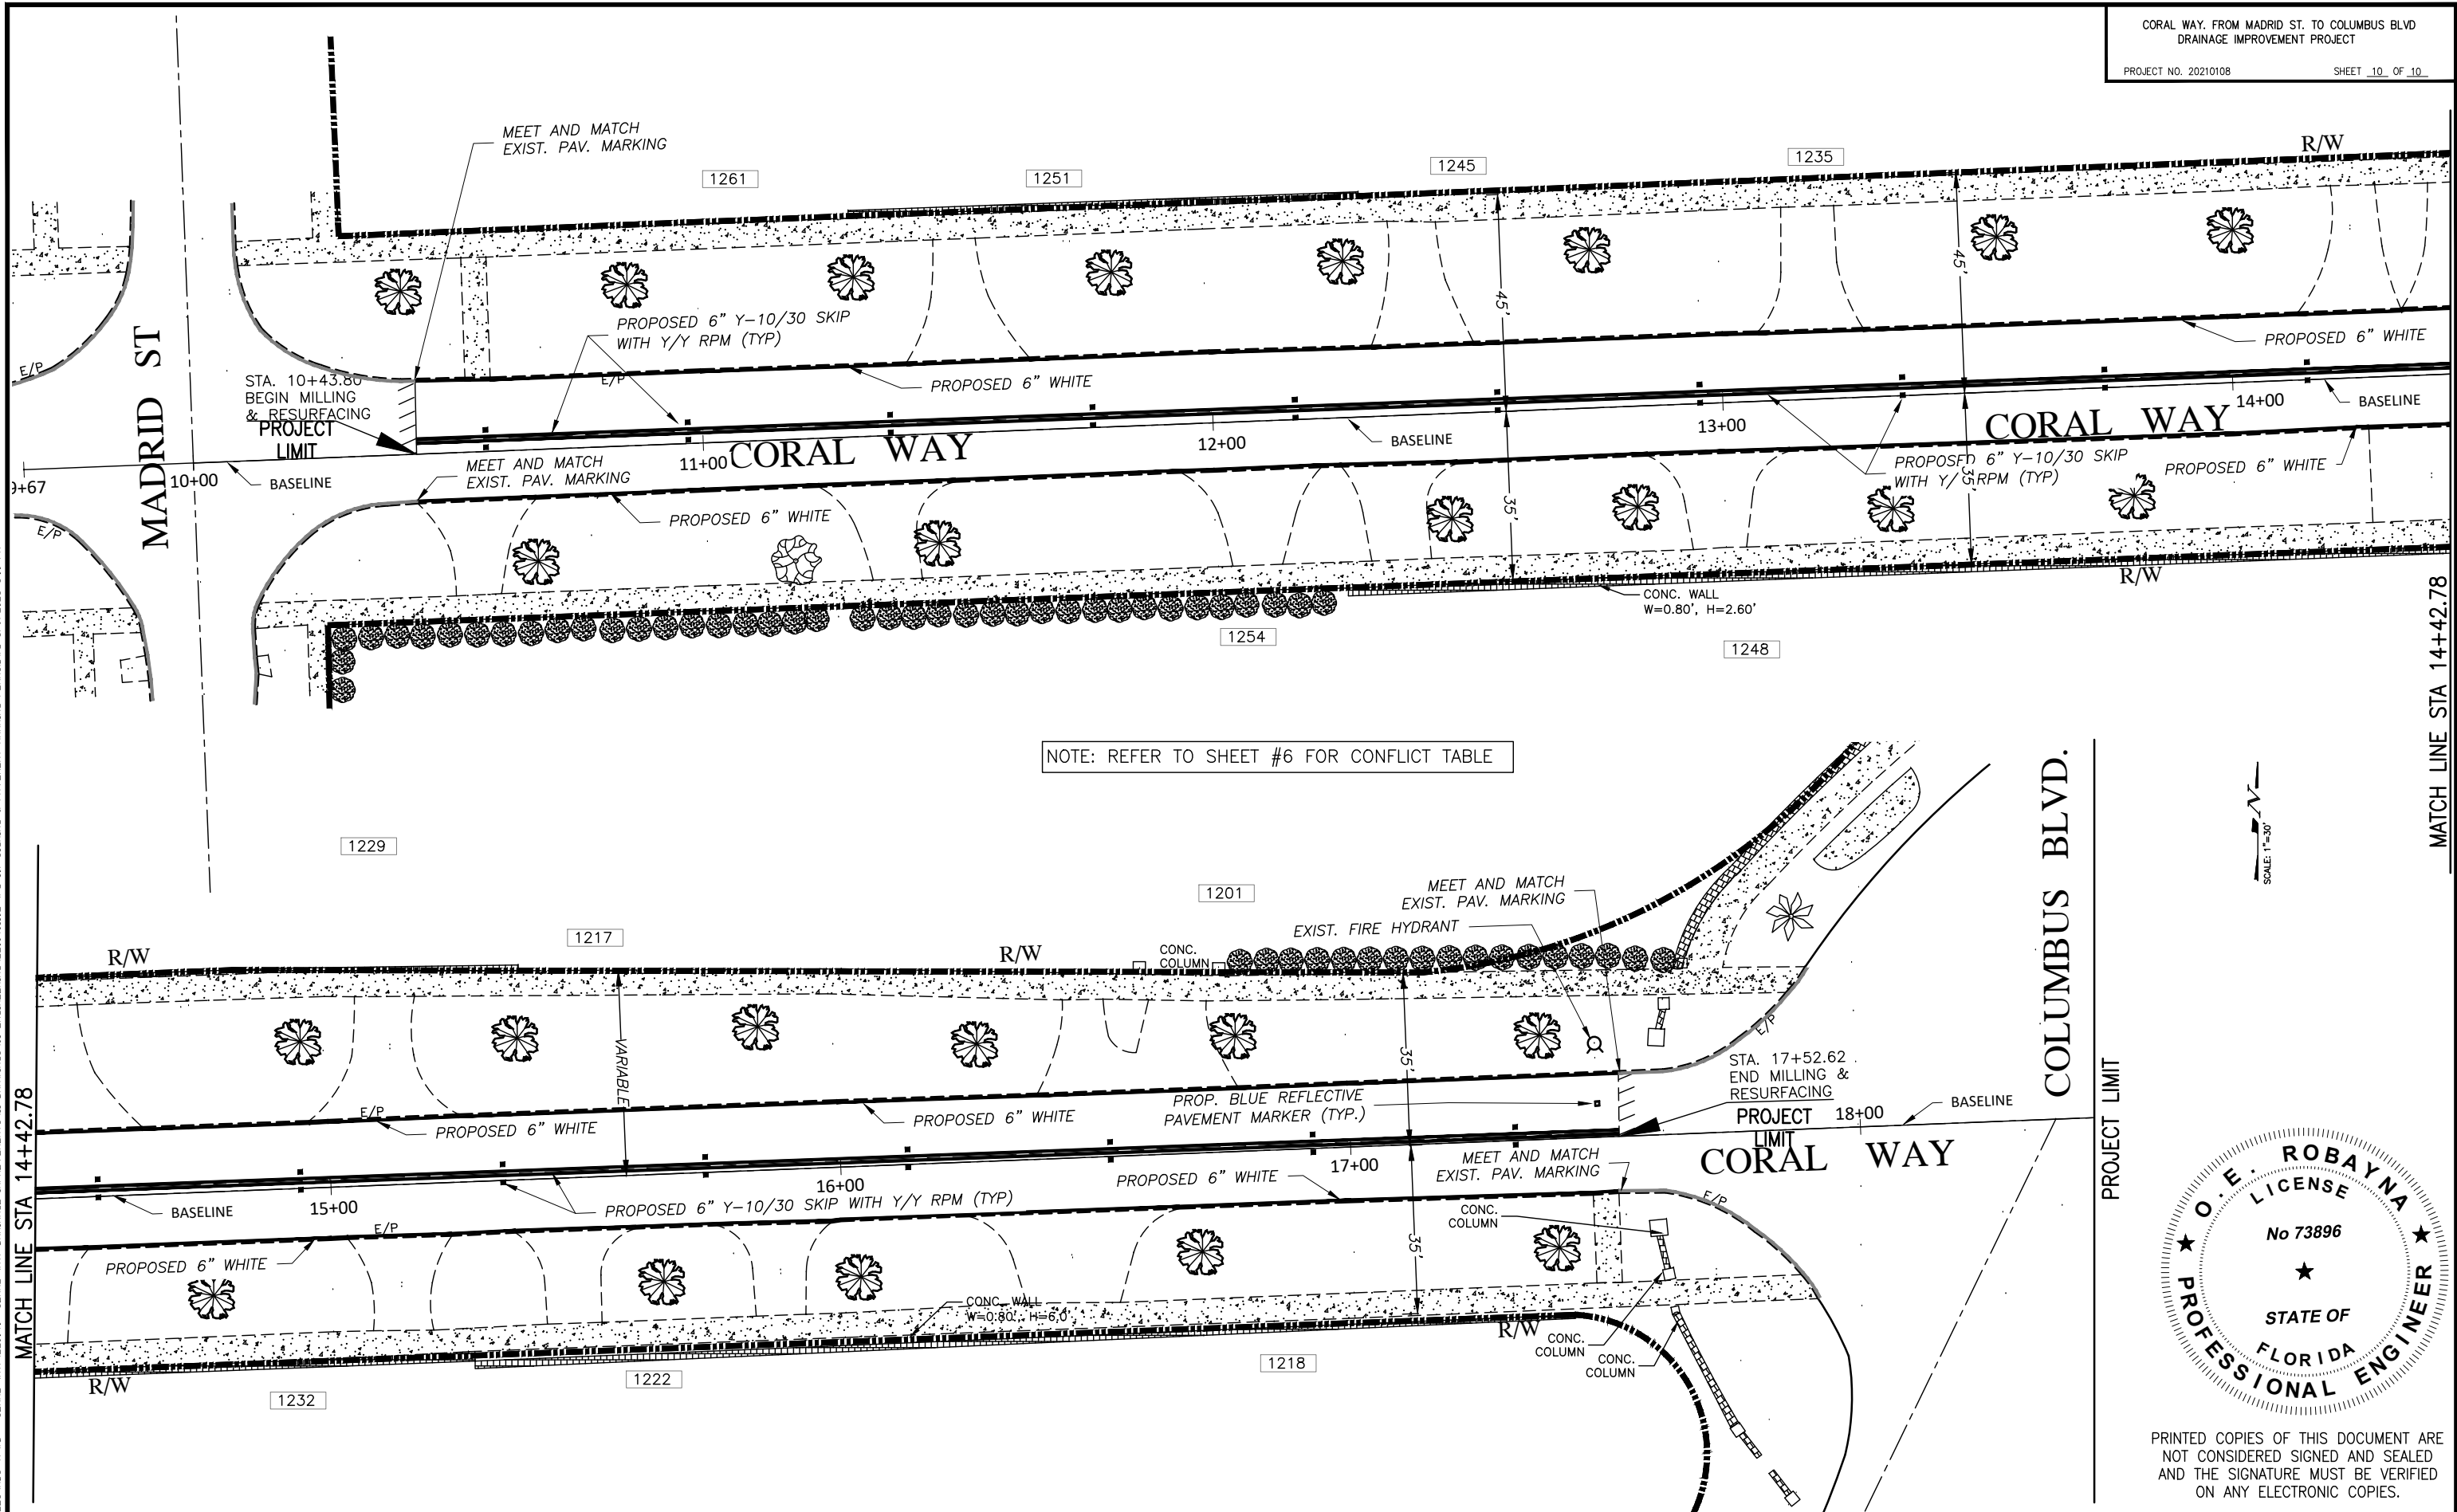 CORAL WAY. FROM MADRID ST. TO COLUMBUS BLVD
DRAINAGE IMPROVEMENT PROJECT
PROJECT NO. 20210108
SHEET 10 OF 10
MEET AND MATCH
EXIST. PAV. MARKING
1261
1251
1245
1235
R/W
MADRID ST
E/P
E/P
STA. 10+43.80
BEGIN MILLING
& RESURFACING
PROJECT
LIMIT
PROPOSED 6" Y-10/30 SKIP
WITH Y/Y RPM (TYP)
E/P
PROPOSED 6" WHITE
45'
45'
PROPOSED 6" WHITE
9+67
10+00
BASELINE
11+00
CORAL WAY
12+00
BASELINE
13+00
CORAL WAY
14+00
BASELINE
MEET AND MATCH
EXIST. PAV. MARKING
PROPOSED 6" WHITE
35'
35'
PROPOSED 6" Y-10/30 SKIP
WITH Y/ RPM (TYP)
PROPOSED 6" WHITE
R/W
CONC. WALL
W=0.80', H=2.60'
1254
1248
MATCH LINE STA 14+42.78
NOTE: REFER TO SHEET #6 FOR CONFLICT TABLE
SCALE: 1"=30'
N
1229
1217
1201
R/W
R/W
CONC.
COLUMN
MEET AND MATCH
EXIST. PAV. MARKING
EXIST. FIRE HYDRANT
COLUMBUS BLVD.
MATCH LINE STA 14+42.78
VARIABLE
35'
E/P
PROPOSED 6" WHITE
PROPOSED 6" WHITE
PROP. BLUE REFLECTIVE
PAVEMENT MARKER (TYP.)
E/P
STA. 17+52.62
END MILLING &
RESURFACING
PROJECT
LIMIT
18+00
BASELINE
CORAL WAY
PROJECT LIMIT
BASELINE
15+00
16+00
17+00
PROPOSED 6" Y-10/30 SKIP WITH Y/Y RPM (TYP)
PROPOSED 6" WHITE
MEET AND MATCH
EXIST. PAV. MARKING
E/P
E/P
PROPOSED 6" WHITE
35'
CONC.
COLUMN
CONC. WALL
W=0.80', H=6.0'
R/W
CONC.
COLUMN
CONC.
COLUMN
R/W
1232
1222
1218
O.E. ROBAYNA
LICENSE
No 73896
STATE OF
FLORIDA
PROFESSIONAL ENGINEER
PRINTED COPIES OF THIS DOCUMENT ARE
NOT CONSIDERED SIGNED AND SEALED
AND THE SIGNATURE MUST BE VERIFIED
ON ANY ELECTRONIC COPIES.